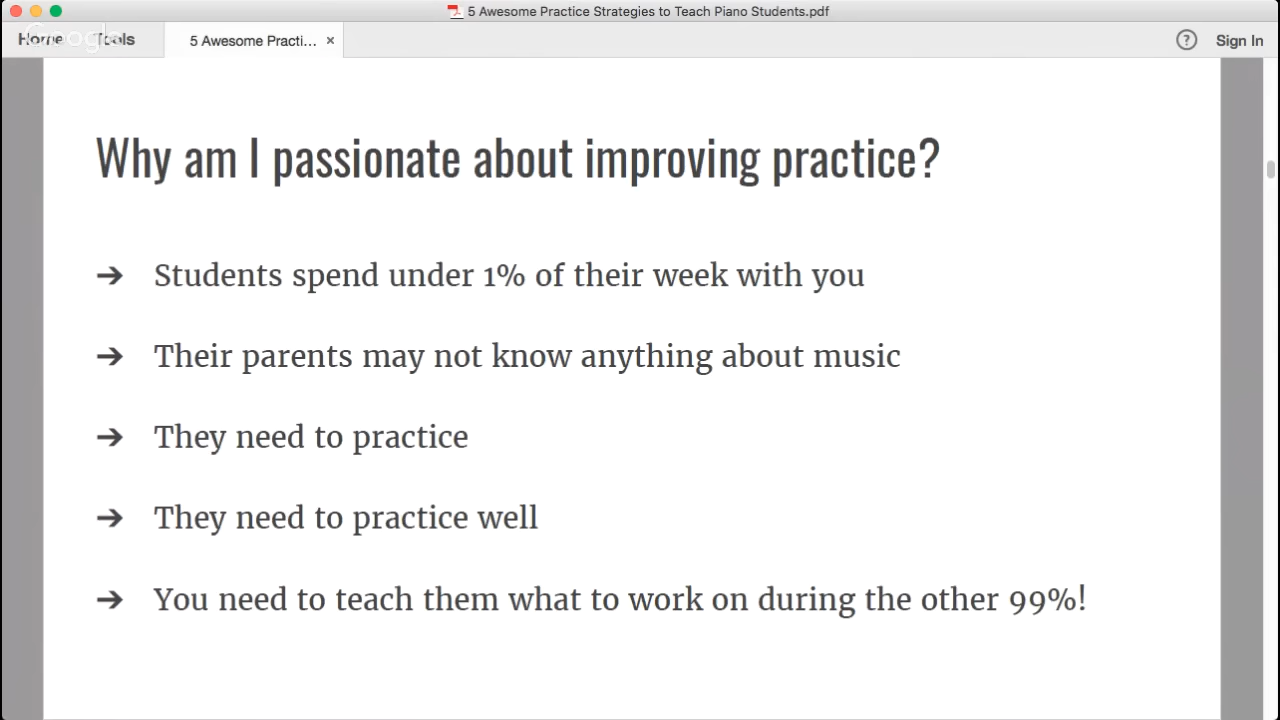 5 Awesome Practice Strategies to Teach Piano Students.pdf
Home Tools 5 Awesome Practi... × ? Sign In
Google
Why am I passionate about improving practice?
➔ Students spend under 1% of their week with you
➔ Their parents may not know anything about music
➔ They need to practice
➔ They need to practice well
➔ You need to teach them what to work on during the other 99%!